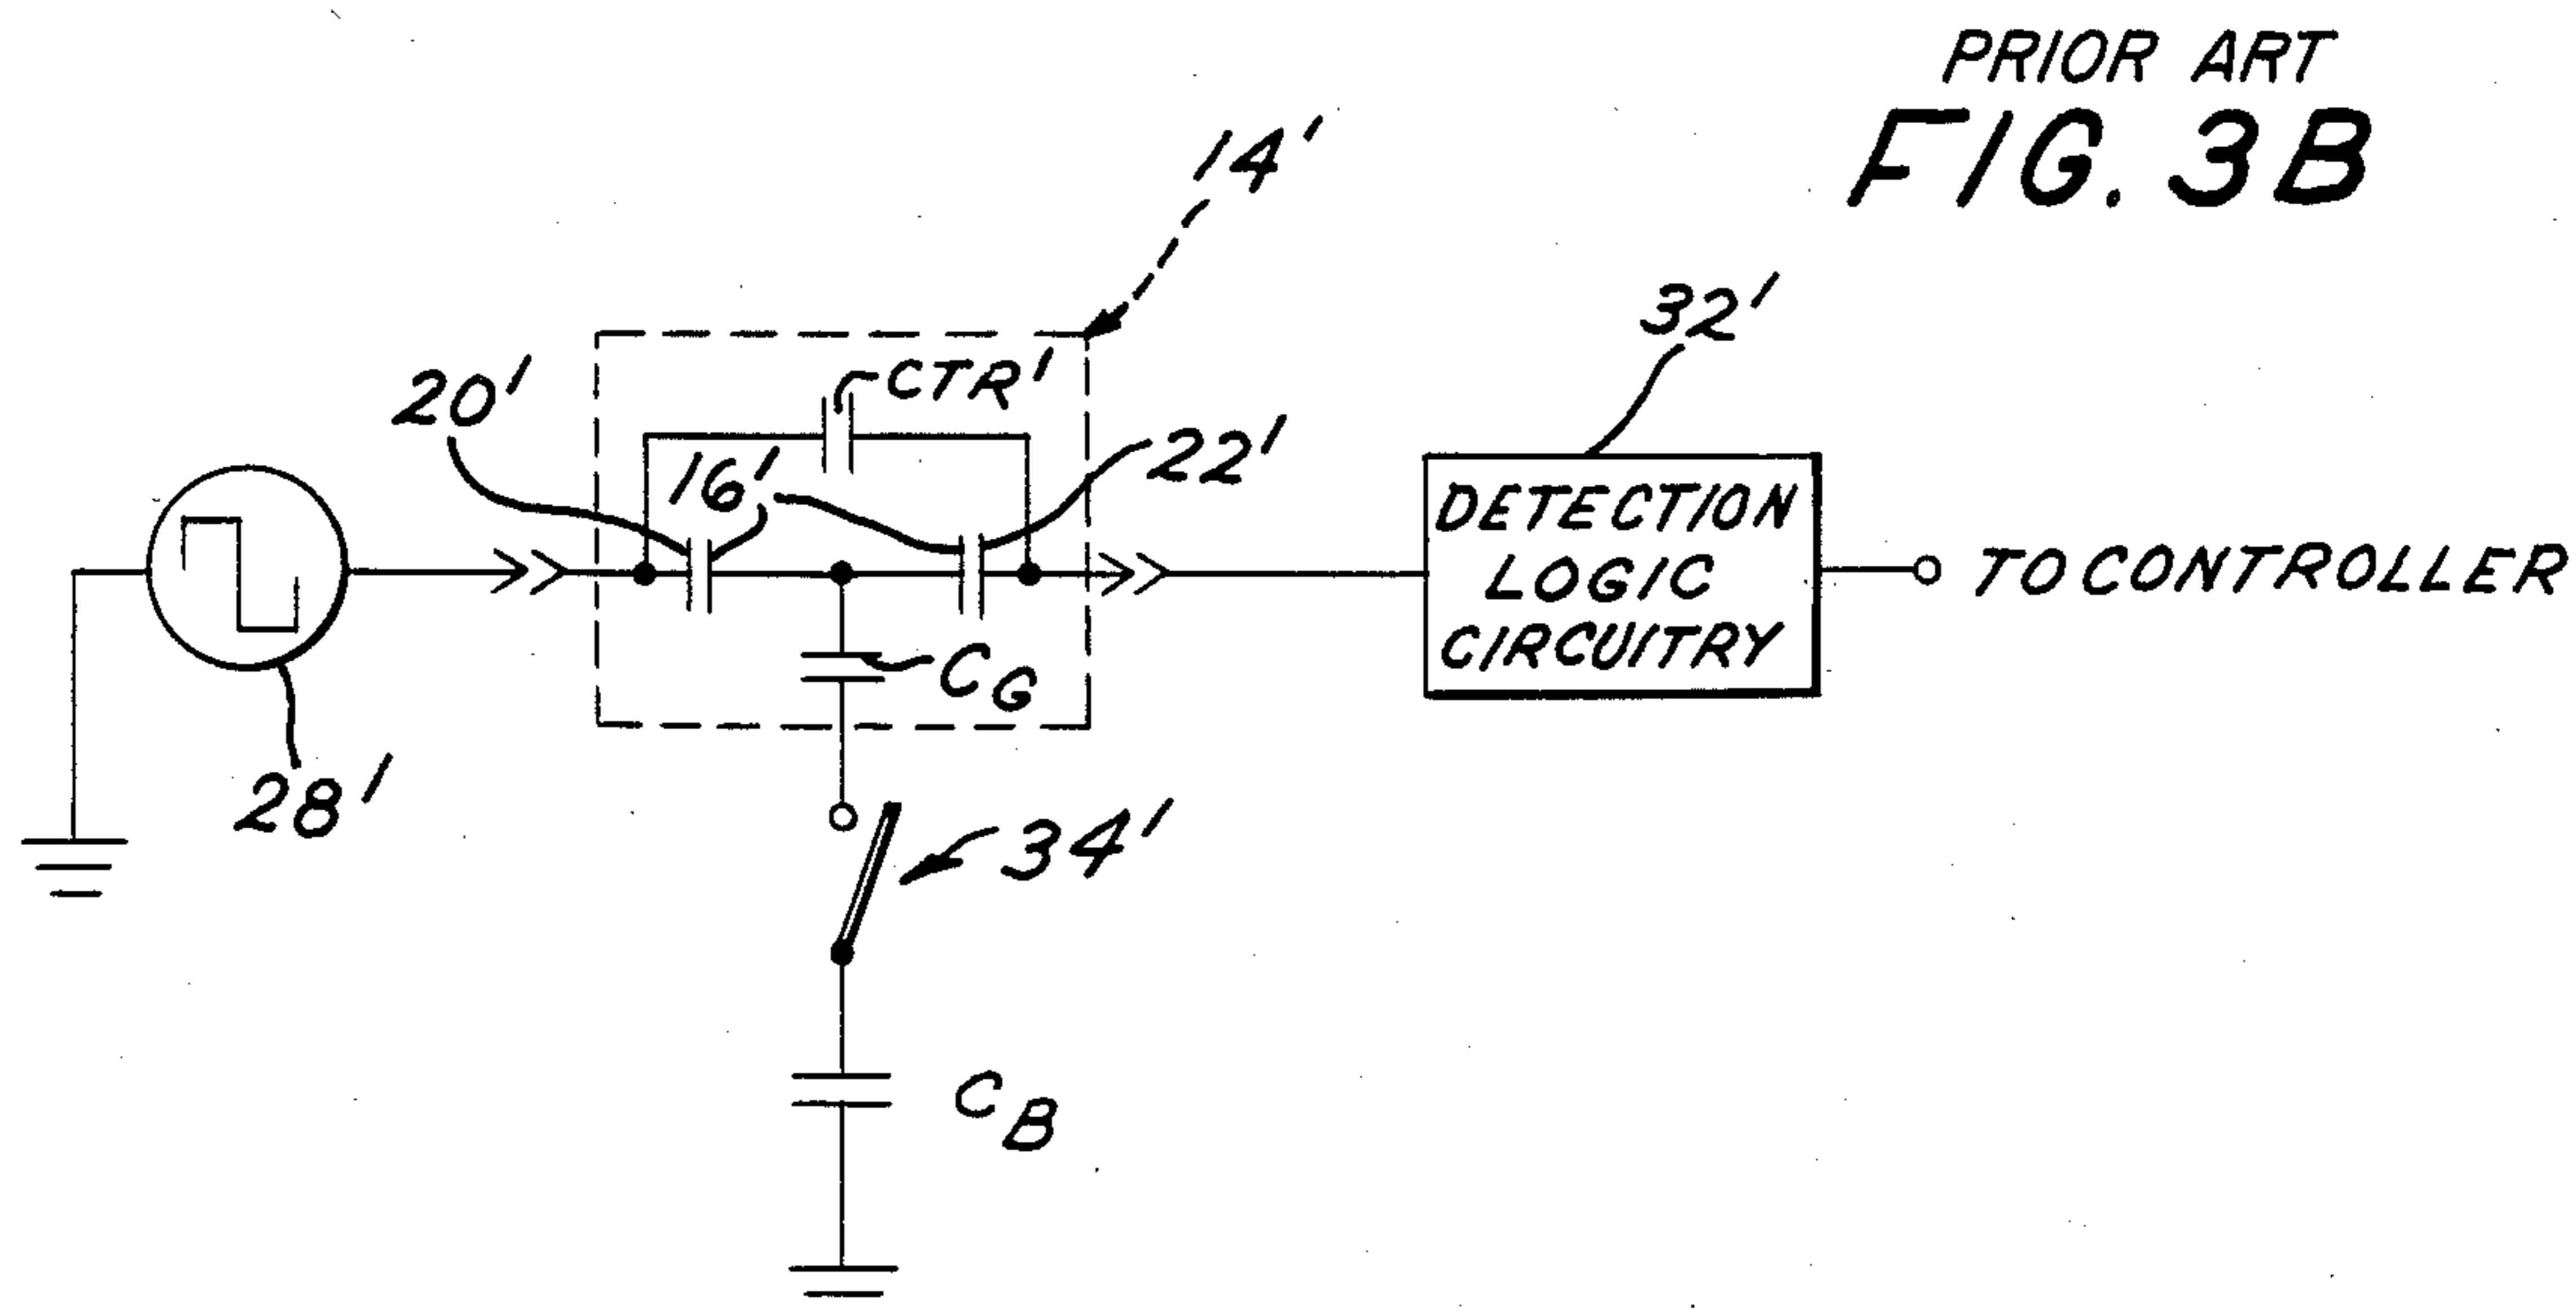 PRIOR ART
FIG. 3B
14'
32'
20'
CTR'
16'
22'
DETECTION
LOGIC
CIRCUITRY
TO CONTROLLER
CG
28'
34'
CB